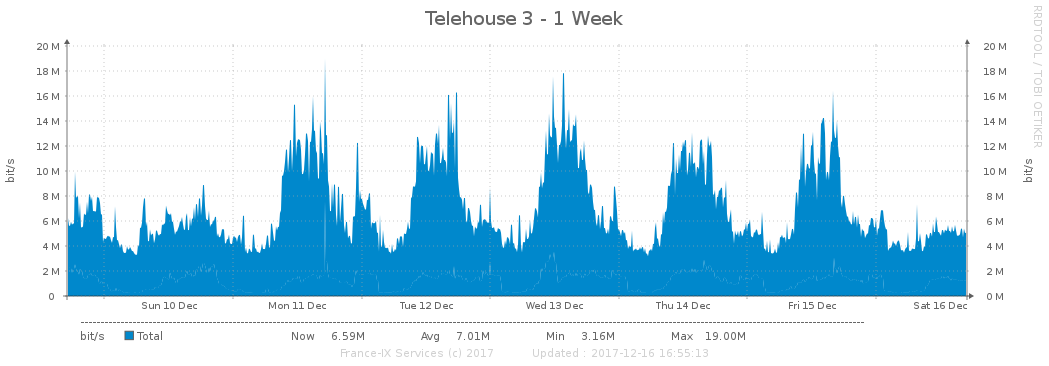 Telehouse 3 - 1 Week
RRDTOOL / TOBI OETIKER
bit/s
bit/s
20 M 20 M
18 M 18 M
16 M 16 M
14 M 14 M
12 M 12 M
10 M 10 M
8 M 8 M
6 M 6 M
4 M 4 M
2 M 2 M
0 0 M
Sun 10 Dec Mon 11 Dec Tue 12 Dec Wed 13 Dec Thu 14 Dec Fri 15 Dec Sat 16 Dec
bit/s Total Now 6.59M Avg 7.01M Min 3.16M Max 19.00M
France-IX Services (c) 2017 Updated : 2017-12-16 16:55:13